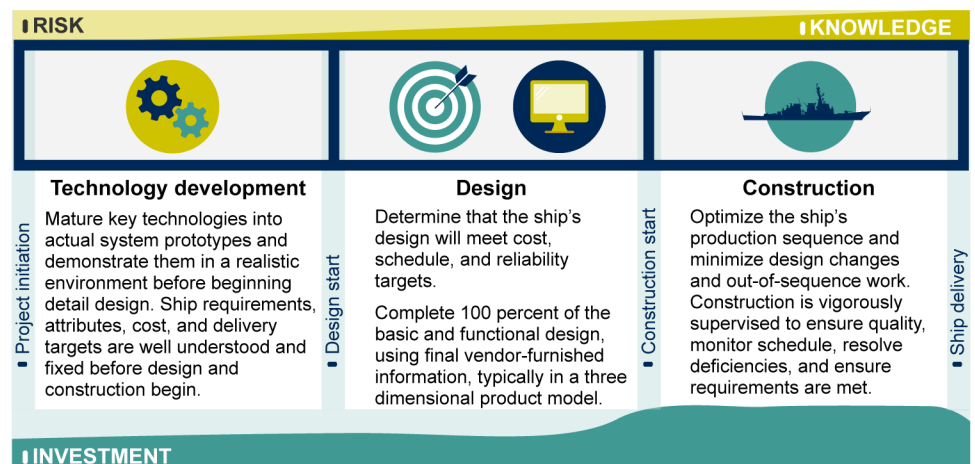 RISK
KNOWLEDGE
Project initiation
Technology development
Mature key technologies into
actual system prototypes and
demonstrate them in a realistic
environment before beginning
detail design. Ship requirements,
attributes, cost, and delivery
targets are well understood and
fixed before design and
construction begin.
Design start
Design
Determine that the ship’s
design will meet cost,
schedule, and reliability
targets.
Complete 100 percent of the
basic and functional design,
using final vendor-furnished
information, typically in a three
dimensional product model.
Construction start
Construction
Optimize the ship’s
production sequence and
minimize design changes
and out-of-sequence work.
Construction is vigorously
supervised to ensure quality,
monitor schedule, resolve
deficiencies, and ensure
requirements are met.
Ship delivery
INVESTMENT